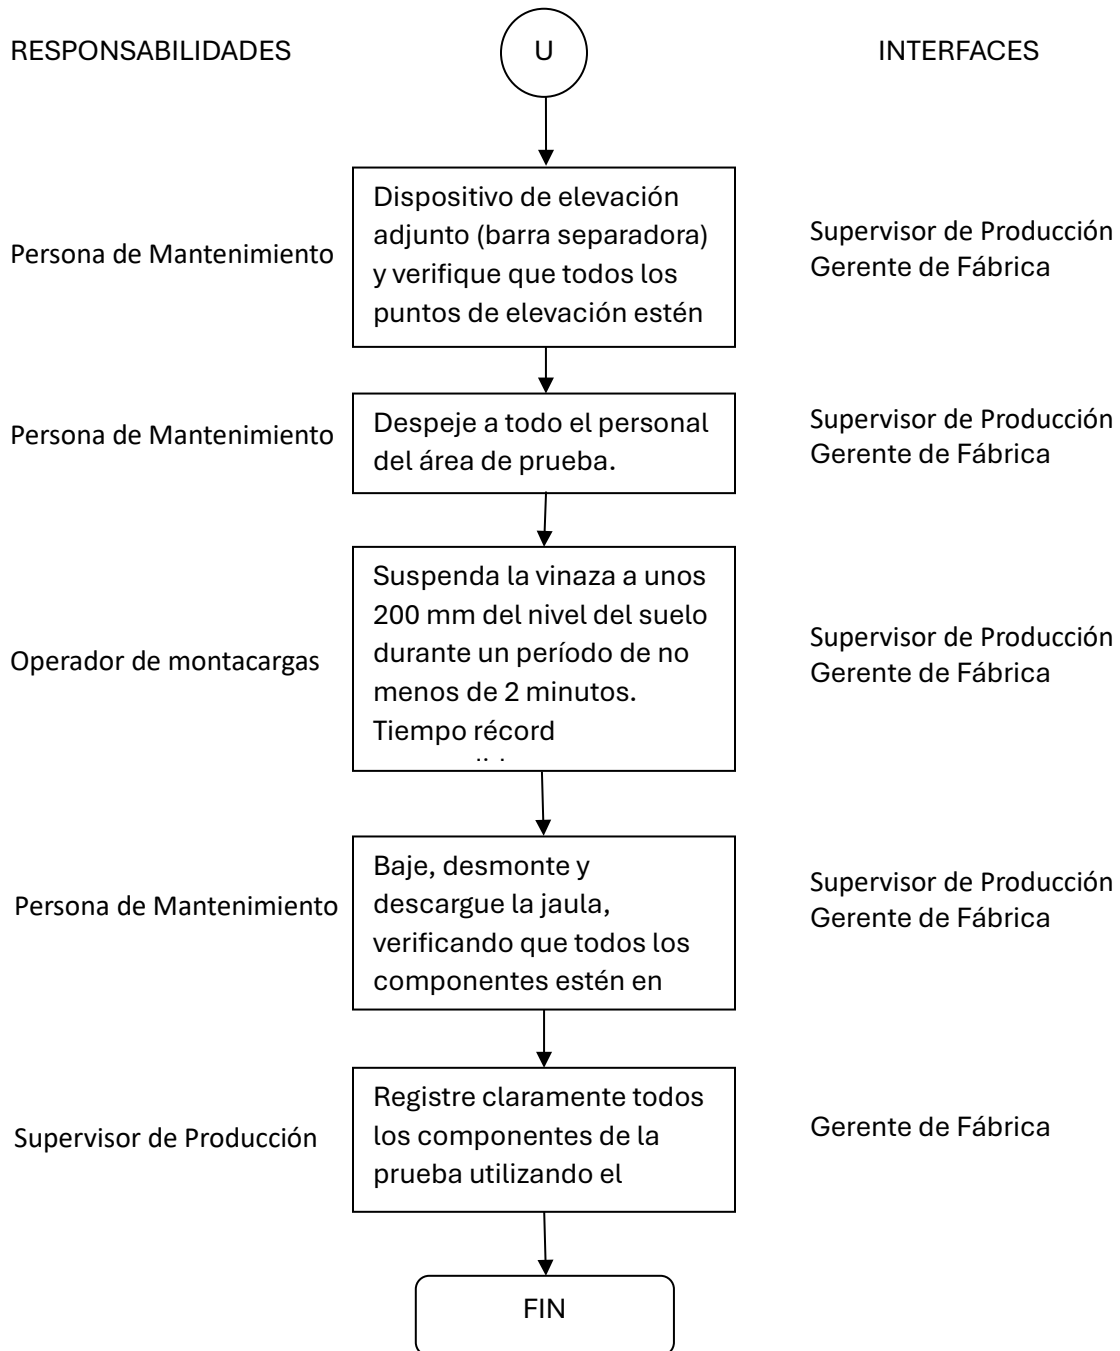 RESPONSABILIDADES
U
INTERFACES
Persona de Mantenimiento
Dispositivo de elevación
adjunto (barra separadora)
y verifique que todos los
puntos de elevación estén
Supervisor de Producción
Gerente de Fábrica
Persona de Mantenimiento
Despeje a todo el personal
del área de prueba.
Supervisor de Producción
Gerente de Fábrica
Operador de montacargas
Suspenda la vinaza a unos
200 mm del nivel del suelo
durante un período de no
menos de 2 minutos.
Tiempo récord
Supervisor de Producción
Gerente de Fábrica
Persona de Mantenimiento
Baje, desmonte y
descargue la jaula,
verificando que todos los
componentes estén en
Supervisor de Producción
Gerente de Fábrica
Supervisor de Producción
Registre claramente todos
los componentes de la
prueba utilizando el
Gerente de Fábrica
FIN